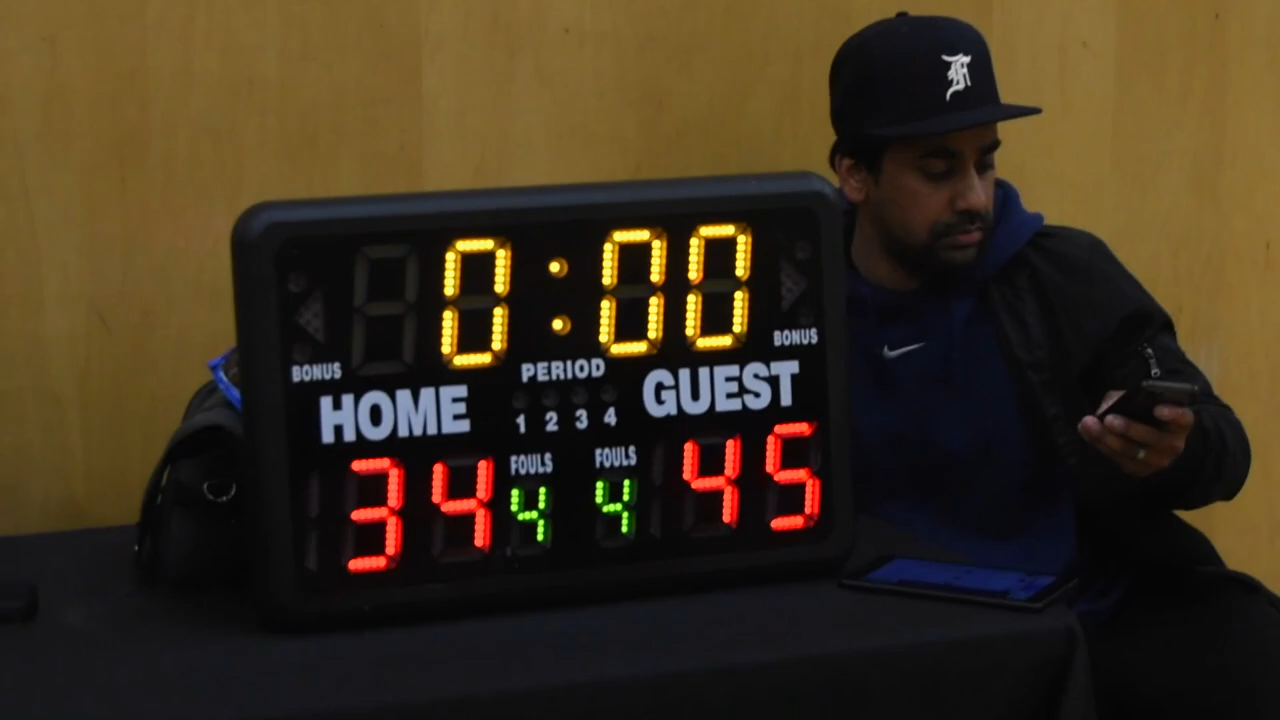 0:00
BONUS PERIOD BONUS
HOME GUEST
1 2 3 4
FOULS FOULS
34 4 4 45
F